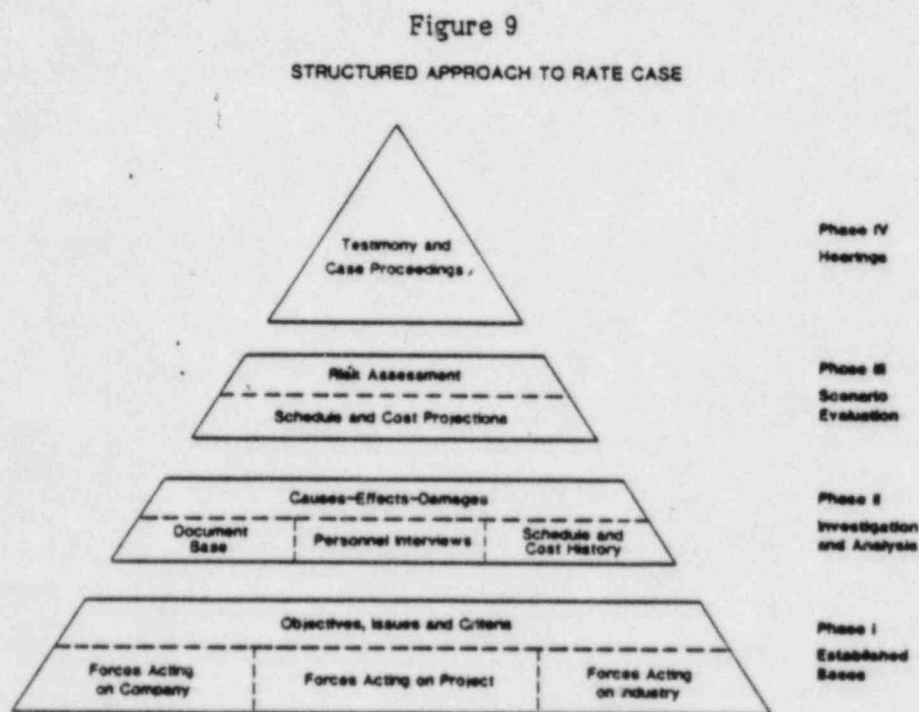 Figure 9
STRUCTURED APPROACH TO RATE CASE
Testimony and
Case Proceedings
Phase IV
Hearings
Risk Assessment
Schedule and Cost Projections
Phase III
Scenario
Evaluation
Causes-Effects-Damages
Document
Base
Personnel Interviews
Schedule and
Cost History
Phase II
Investigation
and Analysis
Objectives, Issues and Criteria
Forces Acting
on Company
Forces Acting on Project
Forces Acting
on Industry
Phase I
Established
Bases